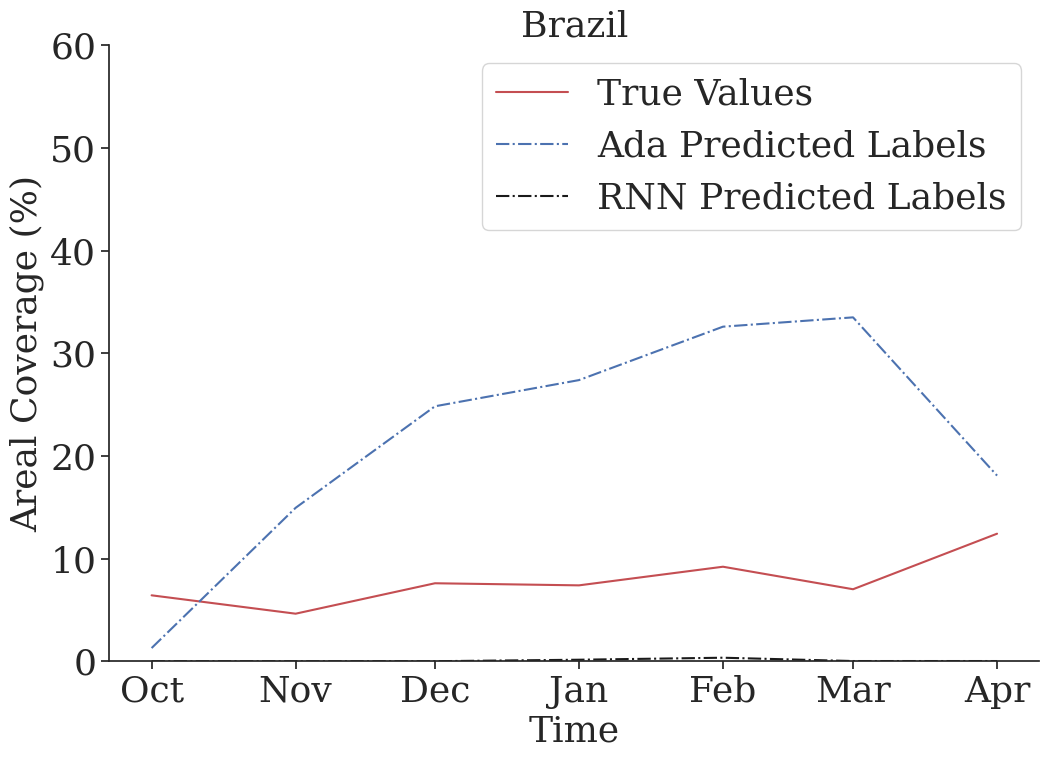 Brazil
True Values
Ada Predicted Labels
RNN Predicted Labels
Areal Coverage (%)
60
50
40
30
20
10
0
Oct Nov Dec Jan Feb Mar Apr
Time